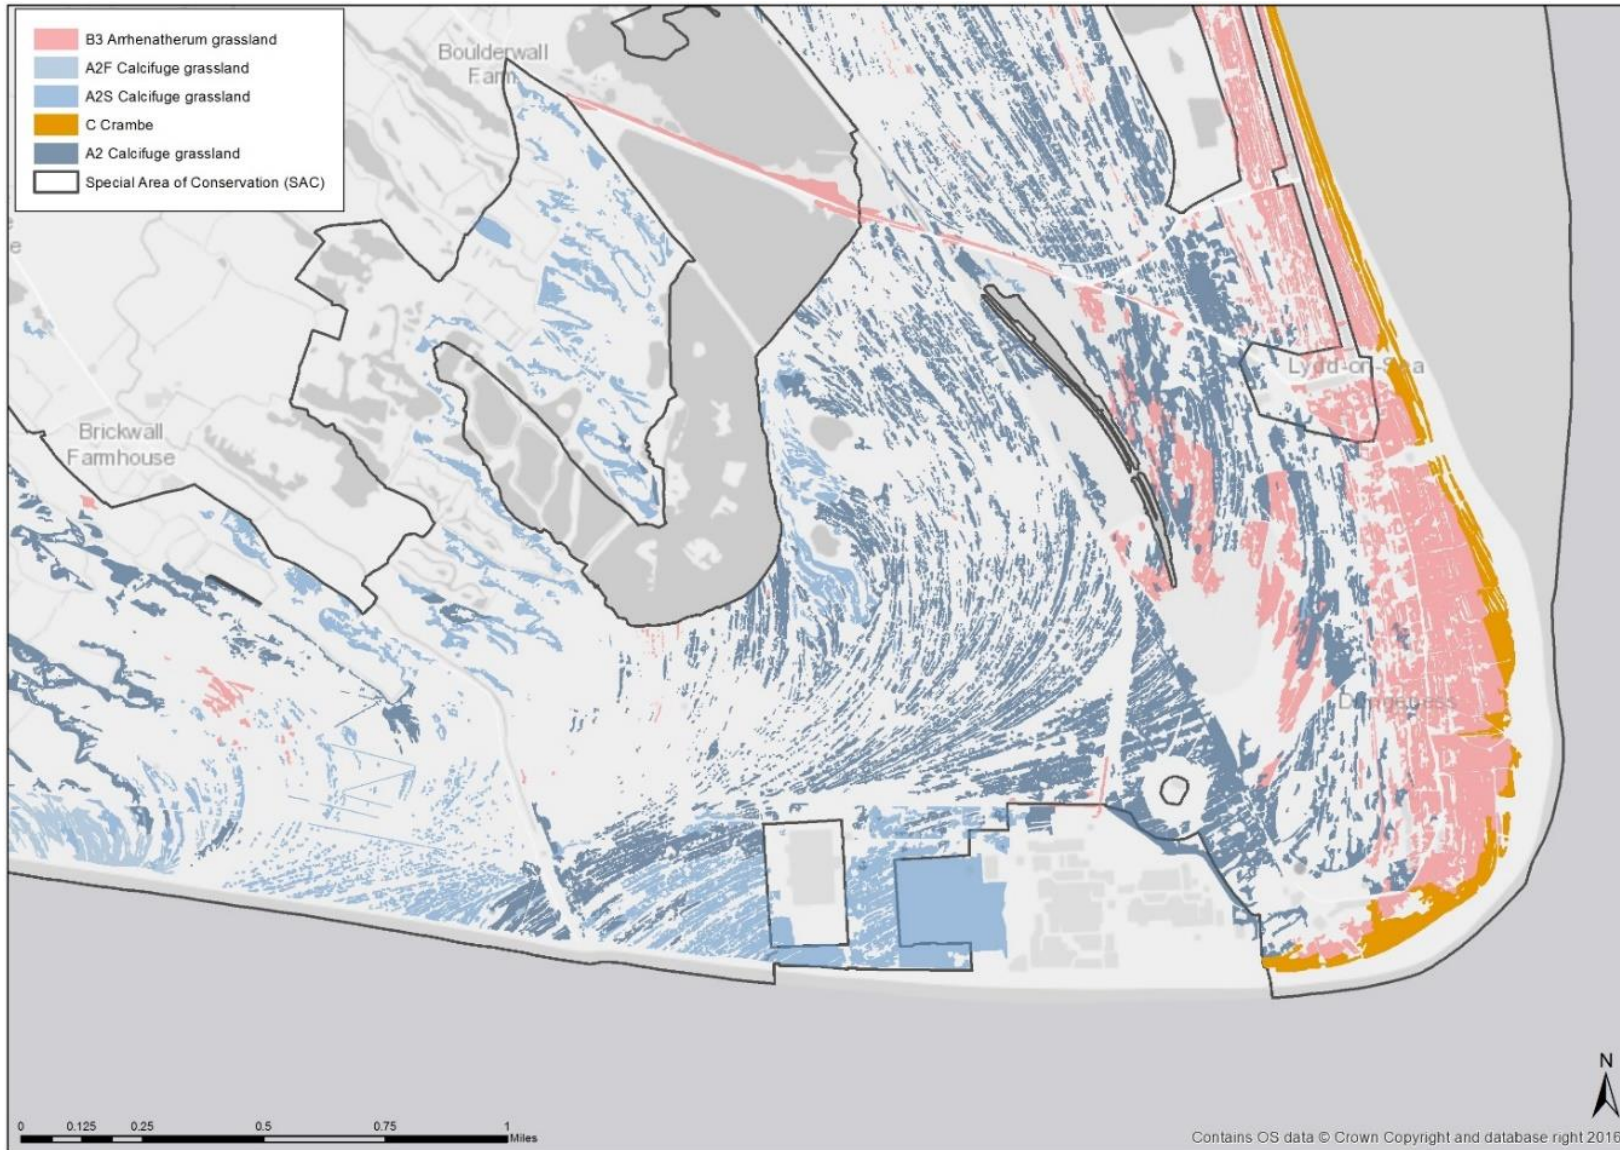 B3 Arrhenatherum grassland
A2F Calcifuge grassland
A2S Calcifuge grassland
C Crambe
A2 Calcifuge grassland
Special Area of Conservation (SAC)
Boulderwall
Farm
e
e
Lydd-on-Sea
Brickwall
Farmhouse
Dungeness
N
0 0.125 0.25 0.5 0.75 1
Miles
Contains OS data © Crown Copyright and database right 2016